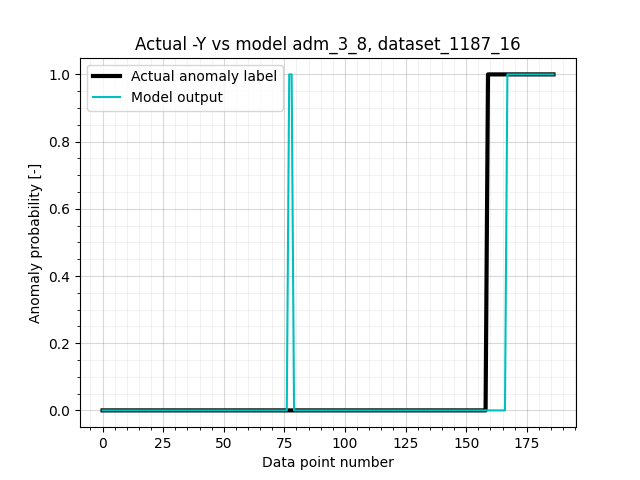 Actual -Y vs model adm_3_8, dataset_1187_16
Actual anomaly label
Model output
Anomaly probability [-]
1.0
0.8
0.6
0.4
0.2
0.0
0 25 50 75 100 125 150 175
Data point number